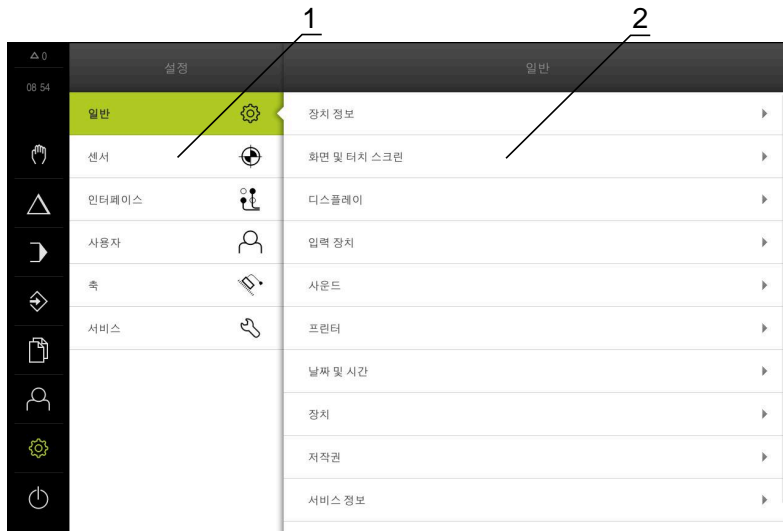 1
2
0
08 54
설정
일반
일반
센서
인터페이스
사용자
축
서비스
장치 정보
화면 및 터치 스크린
디스플레이
입력 장치
사운드
프린터
날짜 및 시간
장치
저작권
서비스 정보